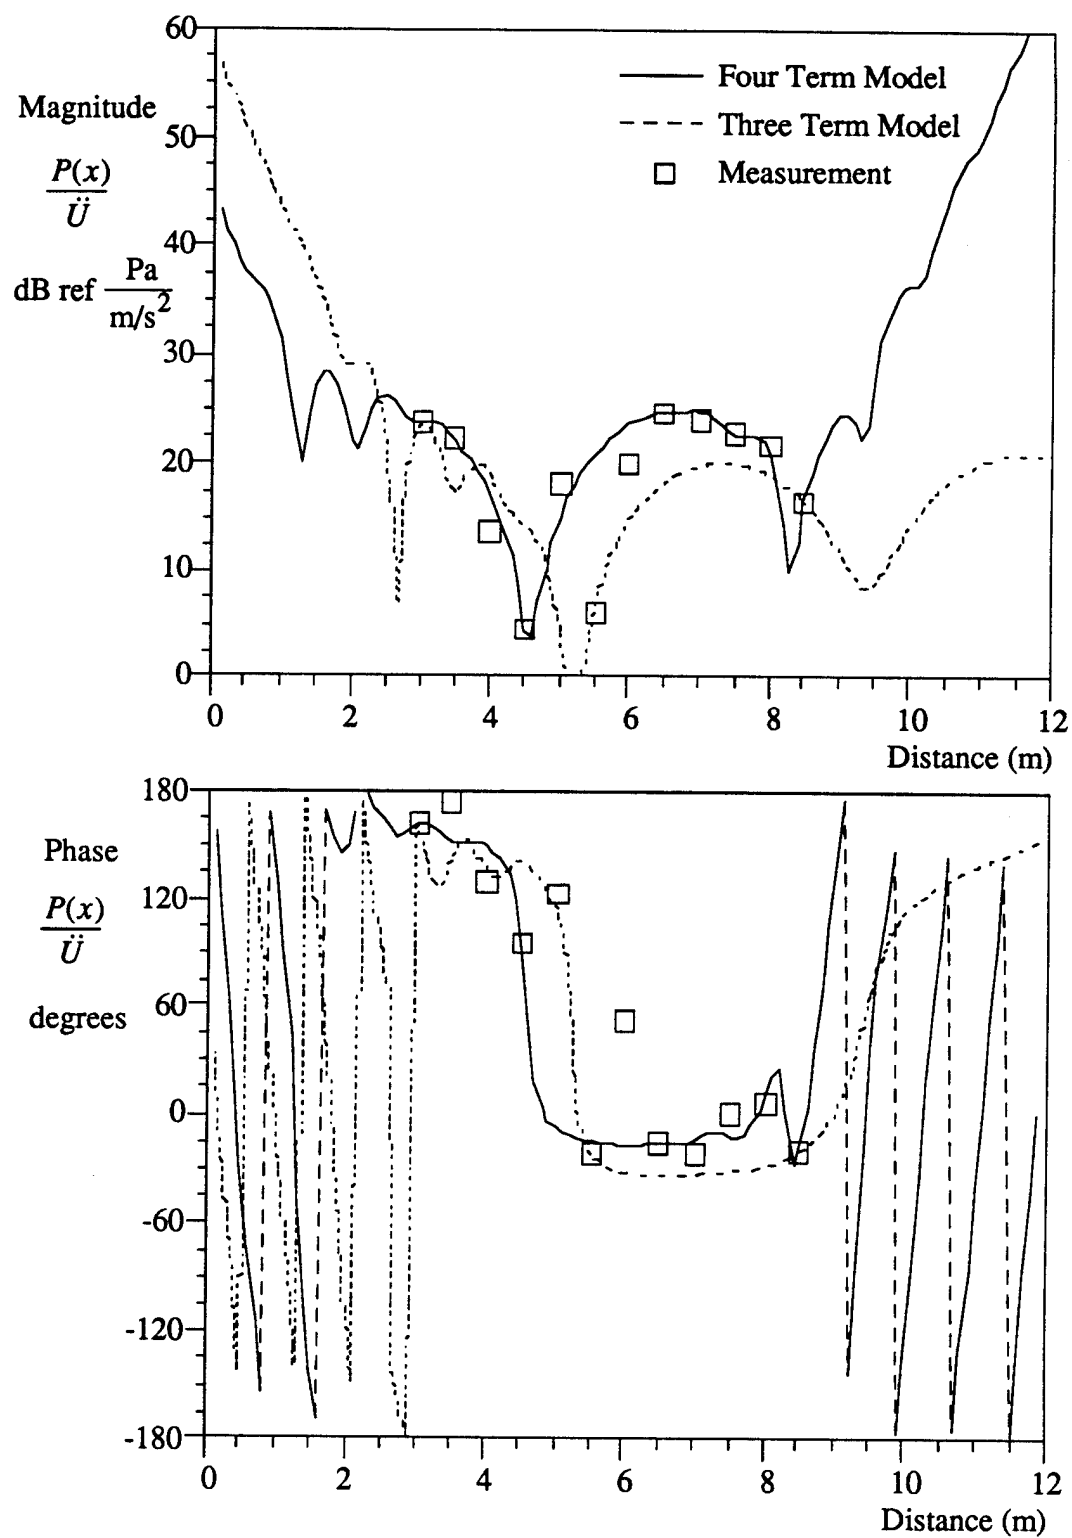 60
50
40
30
20
10
0
Magnitude
P(x)
Ü
dB ref Pa
m/s²
Four Term Model
Three Term Model
Measurement
0 2 4 6 8 10 12
Distance (m)
180
120
60
0
-60
-120
-180
Phase
P(x)
Ü
degrees
0 2 4 6 8 10 12
Distance (m)